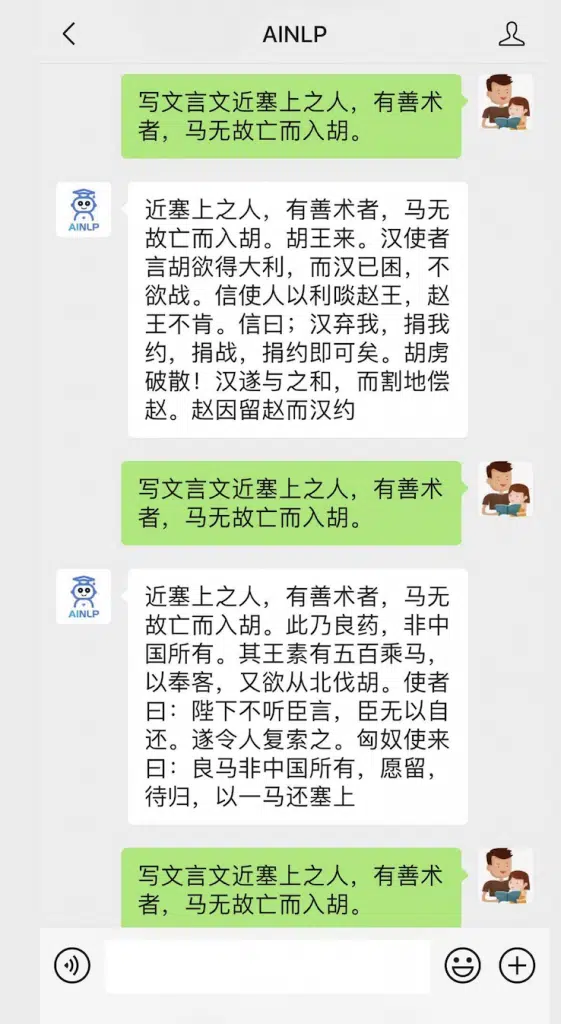 AINLP
写文言文近塞上之人，有善术
者，马无故亡而入胡。
AINLP
近塞上之人，有善术者，马无
故亡而入胡。胡王来。汉使者
言胡欲得大利，而汉已困，不
欲战。信使人以利啖赵王，赵
王不肯。信曰；汉弃我，捐我
约，捐战，捐约即可矣。胡虏
破散！汉遂与之和，而割地偿
赵。赵因留赵而汉约
写文言文近塞上之人，有善术
者，马无故亡而入胡。
AINLP
近塞上之人，有善术者，马无
故亡而入胡。此乃良药，非中
国所有。其王素有五百乘马，
以奉客，又欲从北伐胡。使者
曰：陛下不听臣言，臣无以自
还。遂令人复索之。匈奴使来
曰：良马非中国所有，愿留，
待归，以一马还塞上
写文言文近塞上之人，有善术
者，马无故亡而入胡。